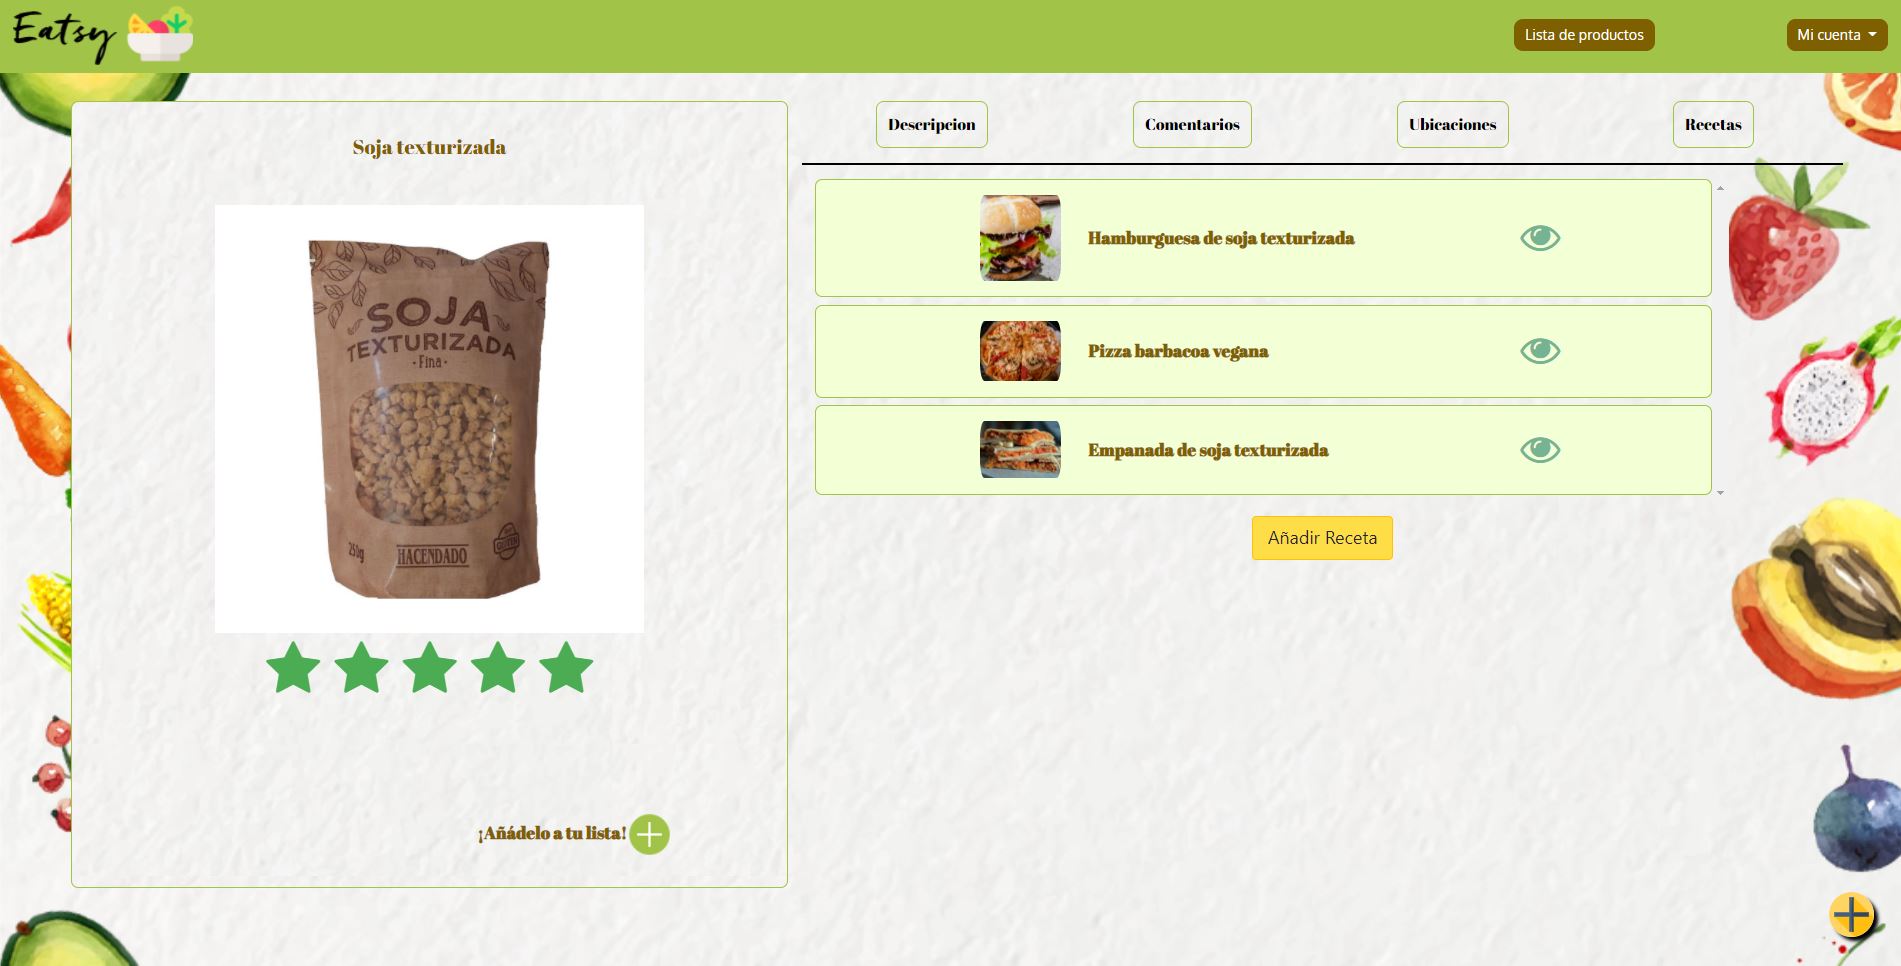 Eatsy
Lista de productos
Mi cuenta
Soja texturizada
SOJA
TEXTURIZADA
· Fina ·
250g
HACENDADO
GLUTEN
¡Añádelo a tu lista!
Descripcion
Comentarios
Ubicaciones
Recetas
Hamburguesa de soja texturizada
Pizza barbacoa vegana
Empanada de soja texturizada
Añadir Receta